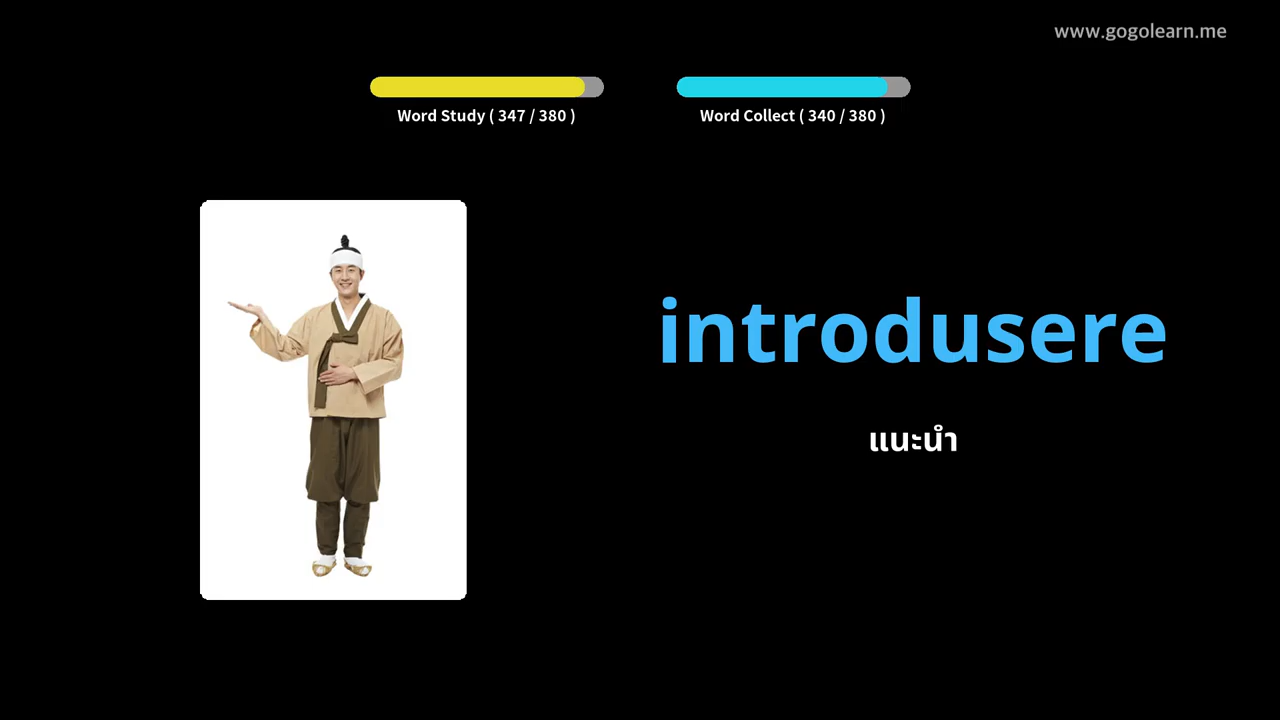 www.gogolearn.me
Word Study ( 347 / 380 )
Word Collect ( 340 / 380 )
introdusere
แนะนำ